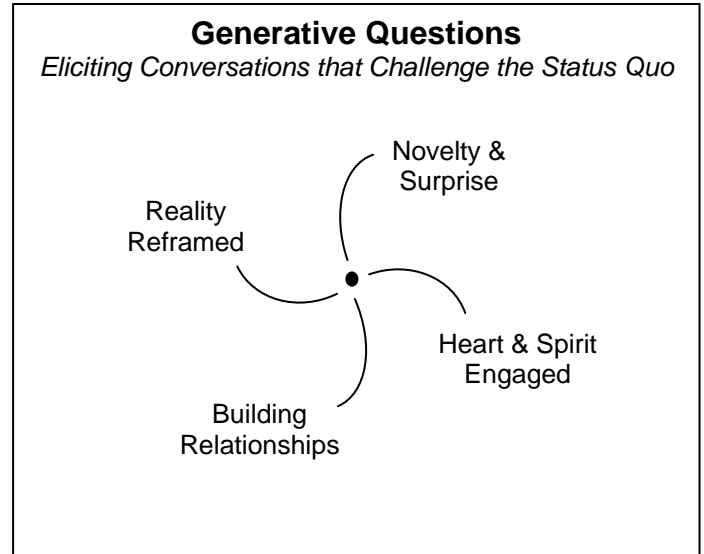 Generative Questions
Eliciting Conversations that Challenge the Status Quo
Novelty &
Surprise
Reality
Reframed
Heart & Spirit
Engaged
Building
Relationships